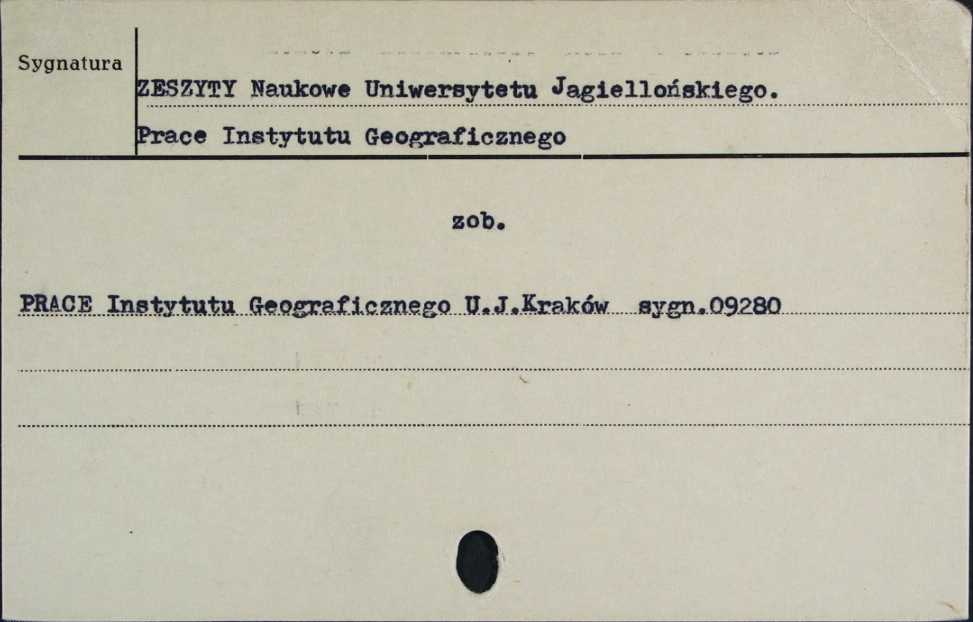 Sygnatura
ZESZYTY Naukowe Uniwersytetu Jagiellońskiego.
Prace Instytutu Geograficznego
zob.
PRACE Instytutu Geograficznego U.J.Kraków sygn.09280